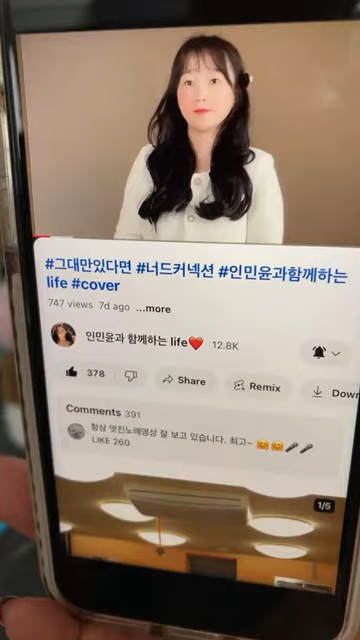 #그대만있다면 #너드커넥션 #인민윤과함께하는
life #cover
747 views 7d ago ...more
인민윤과 함께하는 life❤️ 12.8K
378 Share Remix Down
Comments 391
항상 멋진노래영상 잘 보고 있습니다. 최고~ 🤗🤗🎤🎤
LIKE 260
1/5